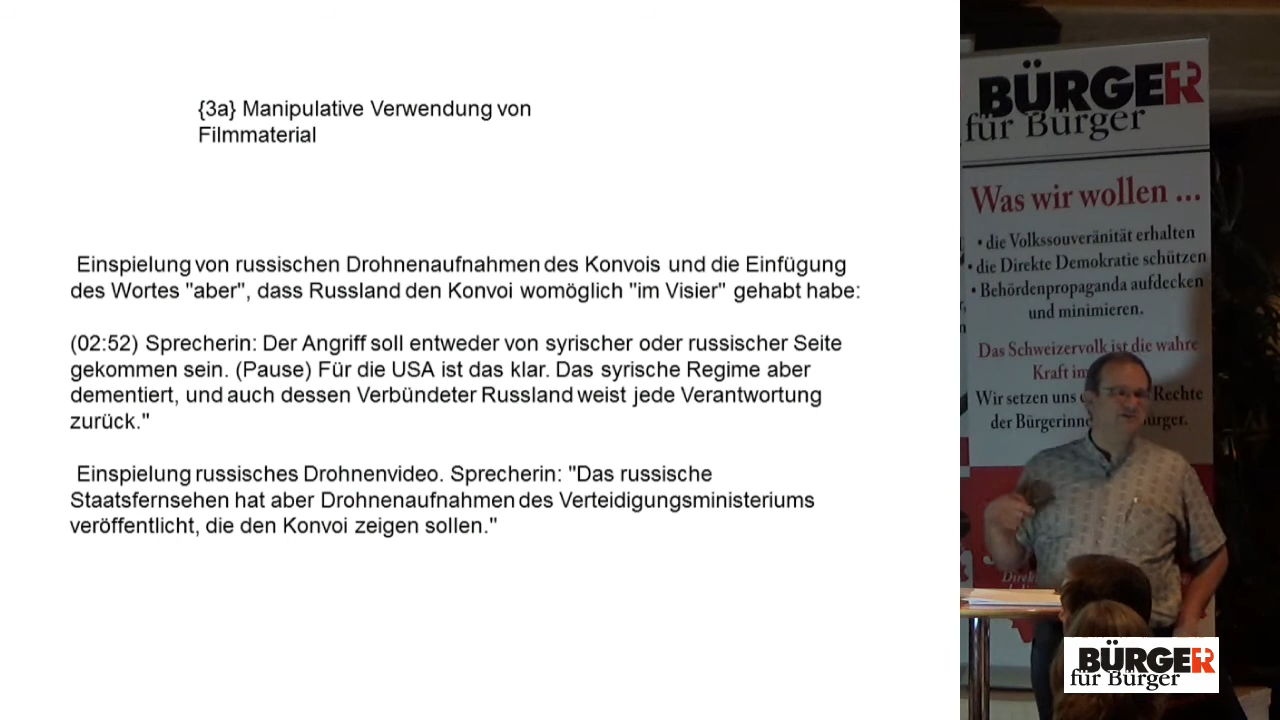 {3a} Manipulative Verwendung von
Filmmaterial
Einspielung von russischen Drohnenaufnahmen des Konvois und die Einfügung
des Wortes "aber", dass Russland den Konvoi womöglich "im Visier" gehabt habe:
(02:52) Sprecherin: Der Angriff soll entweder von syrischer oder russischer Seite
gekommen sein. (Pause) Für die USA ist das klar. Das syrische Regime aber
dementiert, und auch dessen Verbündeter Russland weist jede Verantwortung
zurück."
Einspielung russisches Drohnenvideo. Sprecherin: "Das russische
Staatsfernsehen hat aber Drohnenaufnahmen des Verteidigungsministeriums
veröffentlicht, die den Konvoi zeigen sollen."
BÜRGER
für Bürger
Was wir wollen ...
• die Volkssouveränität erhalten
• die Direkte Demokratie schützen
• Behördenpropaganda aufdecken
und minimieren.
Das Schweizervolk ist die wahre
Kraft im
Wir setzen uns Rechte
der
BÜRGER
für Bürger